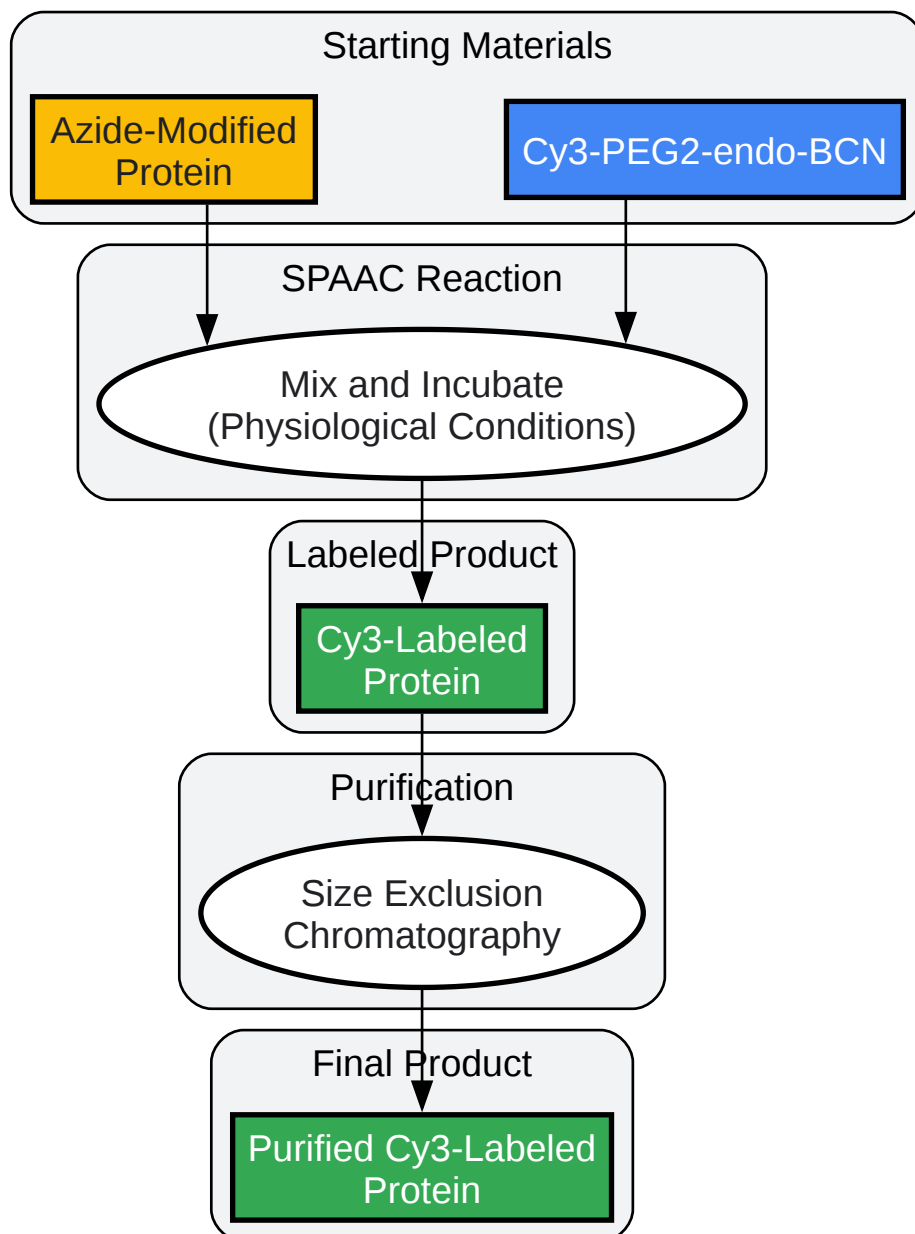 Starting Materials
Azide-Modified
Protein
Cy3-PEG2-endo-BCN
SPAAC Reaction
Mix and Incubate
(Physiological Conditions)
Labeled Product
Cy3-Labeled
Protein
Purification
Size Exclusion
Chromatography
Final Product
Purified Cy3-Labeled
Protein